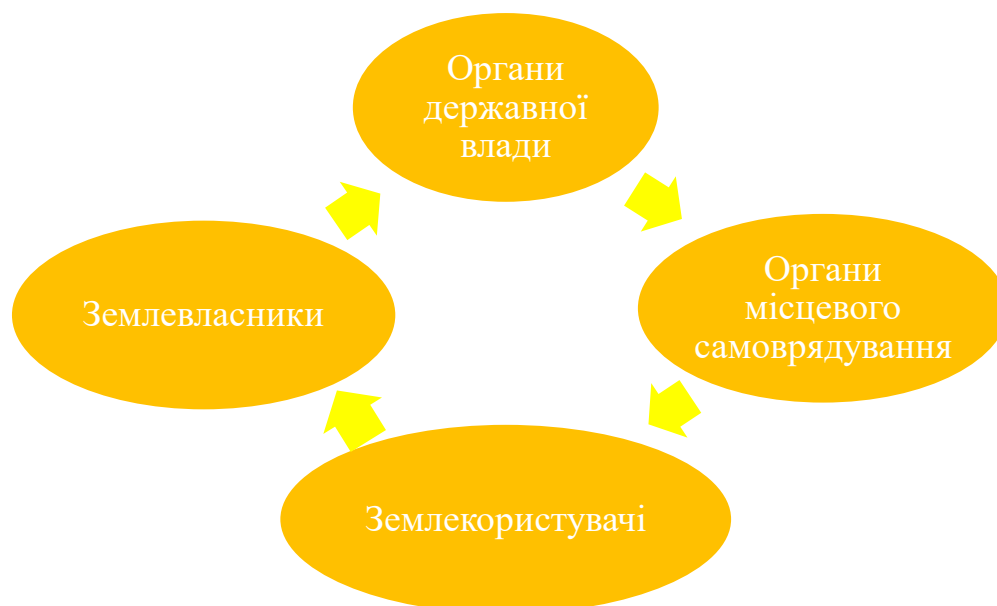 Органи
державної
влади
Органи
місцевого
самоврядування
Землевласники
Землекористувачі